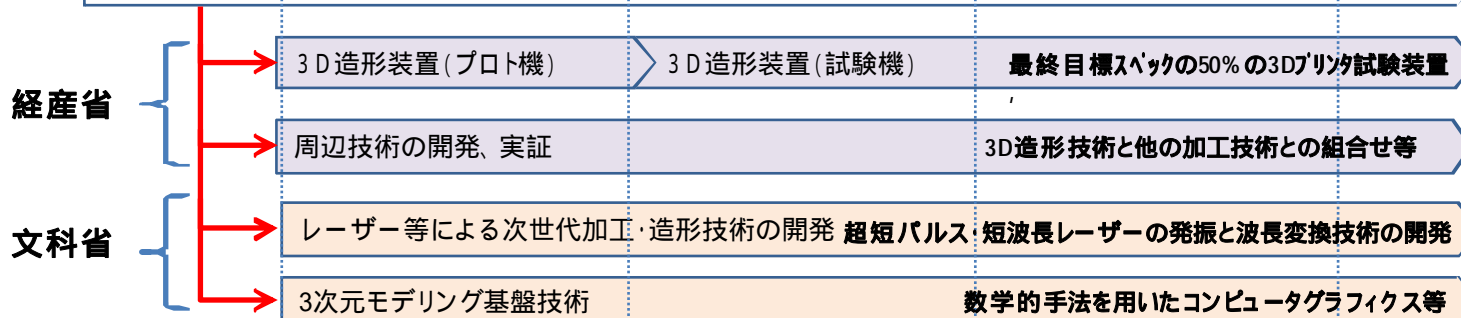 経産省
3D造形装置(プロト機)
3D造形装置(試験機)
最終目標スペックの50%の3Dプリンタ試験装置
,
周辺技術の開発、実証
3D造形技術と他の加工技術との組合せ等
文科省
レーザー等による次世代加工・造形技術の開発
超短パルス・短波長レーザーの発振と波長変換技術の開発
3次元モデリング基盤技術
数学的手法を用いたコンピュータグラフィクス等